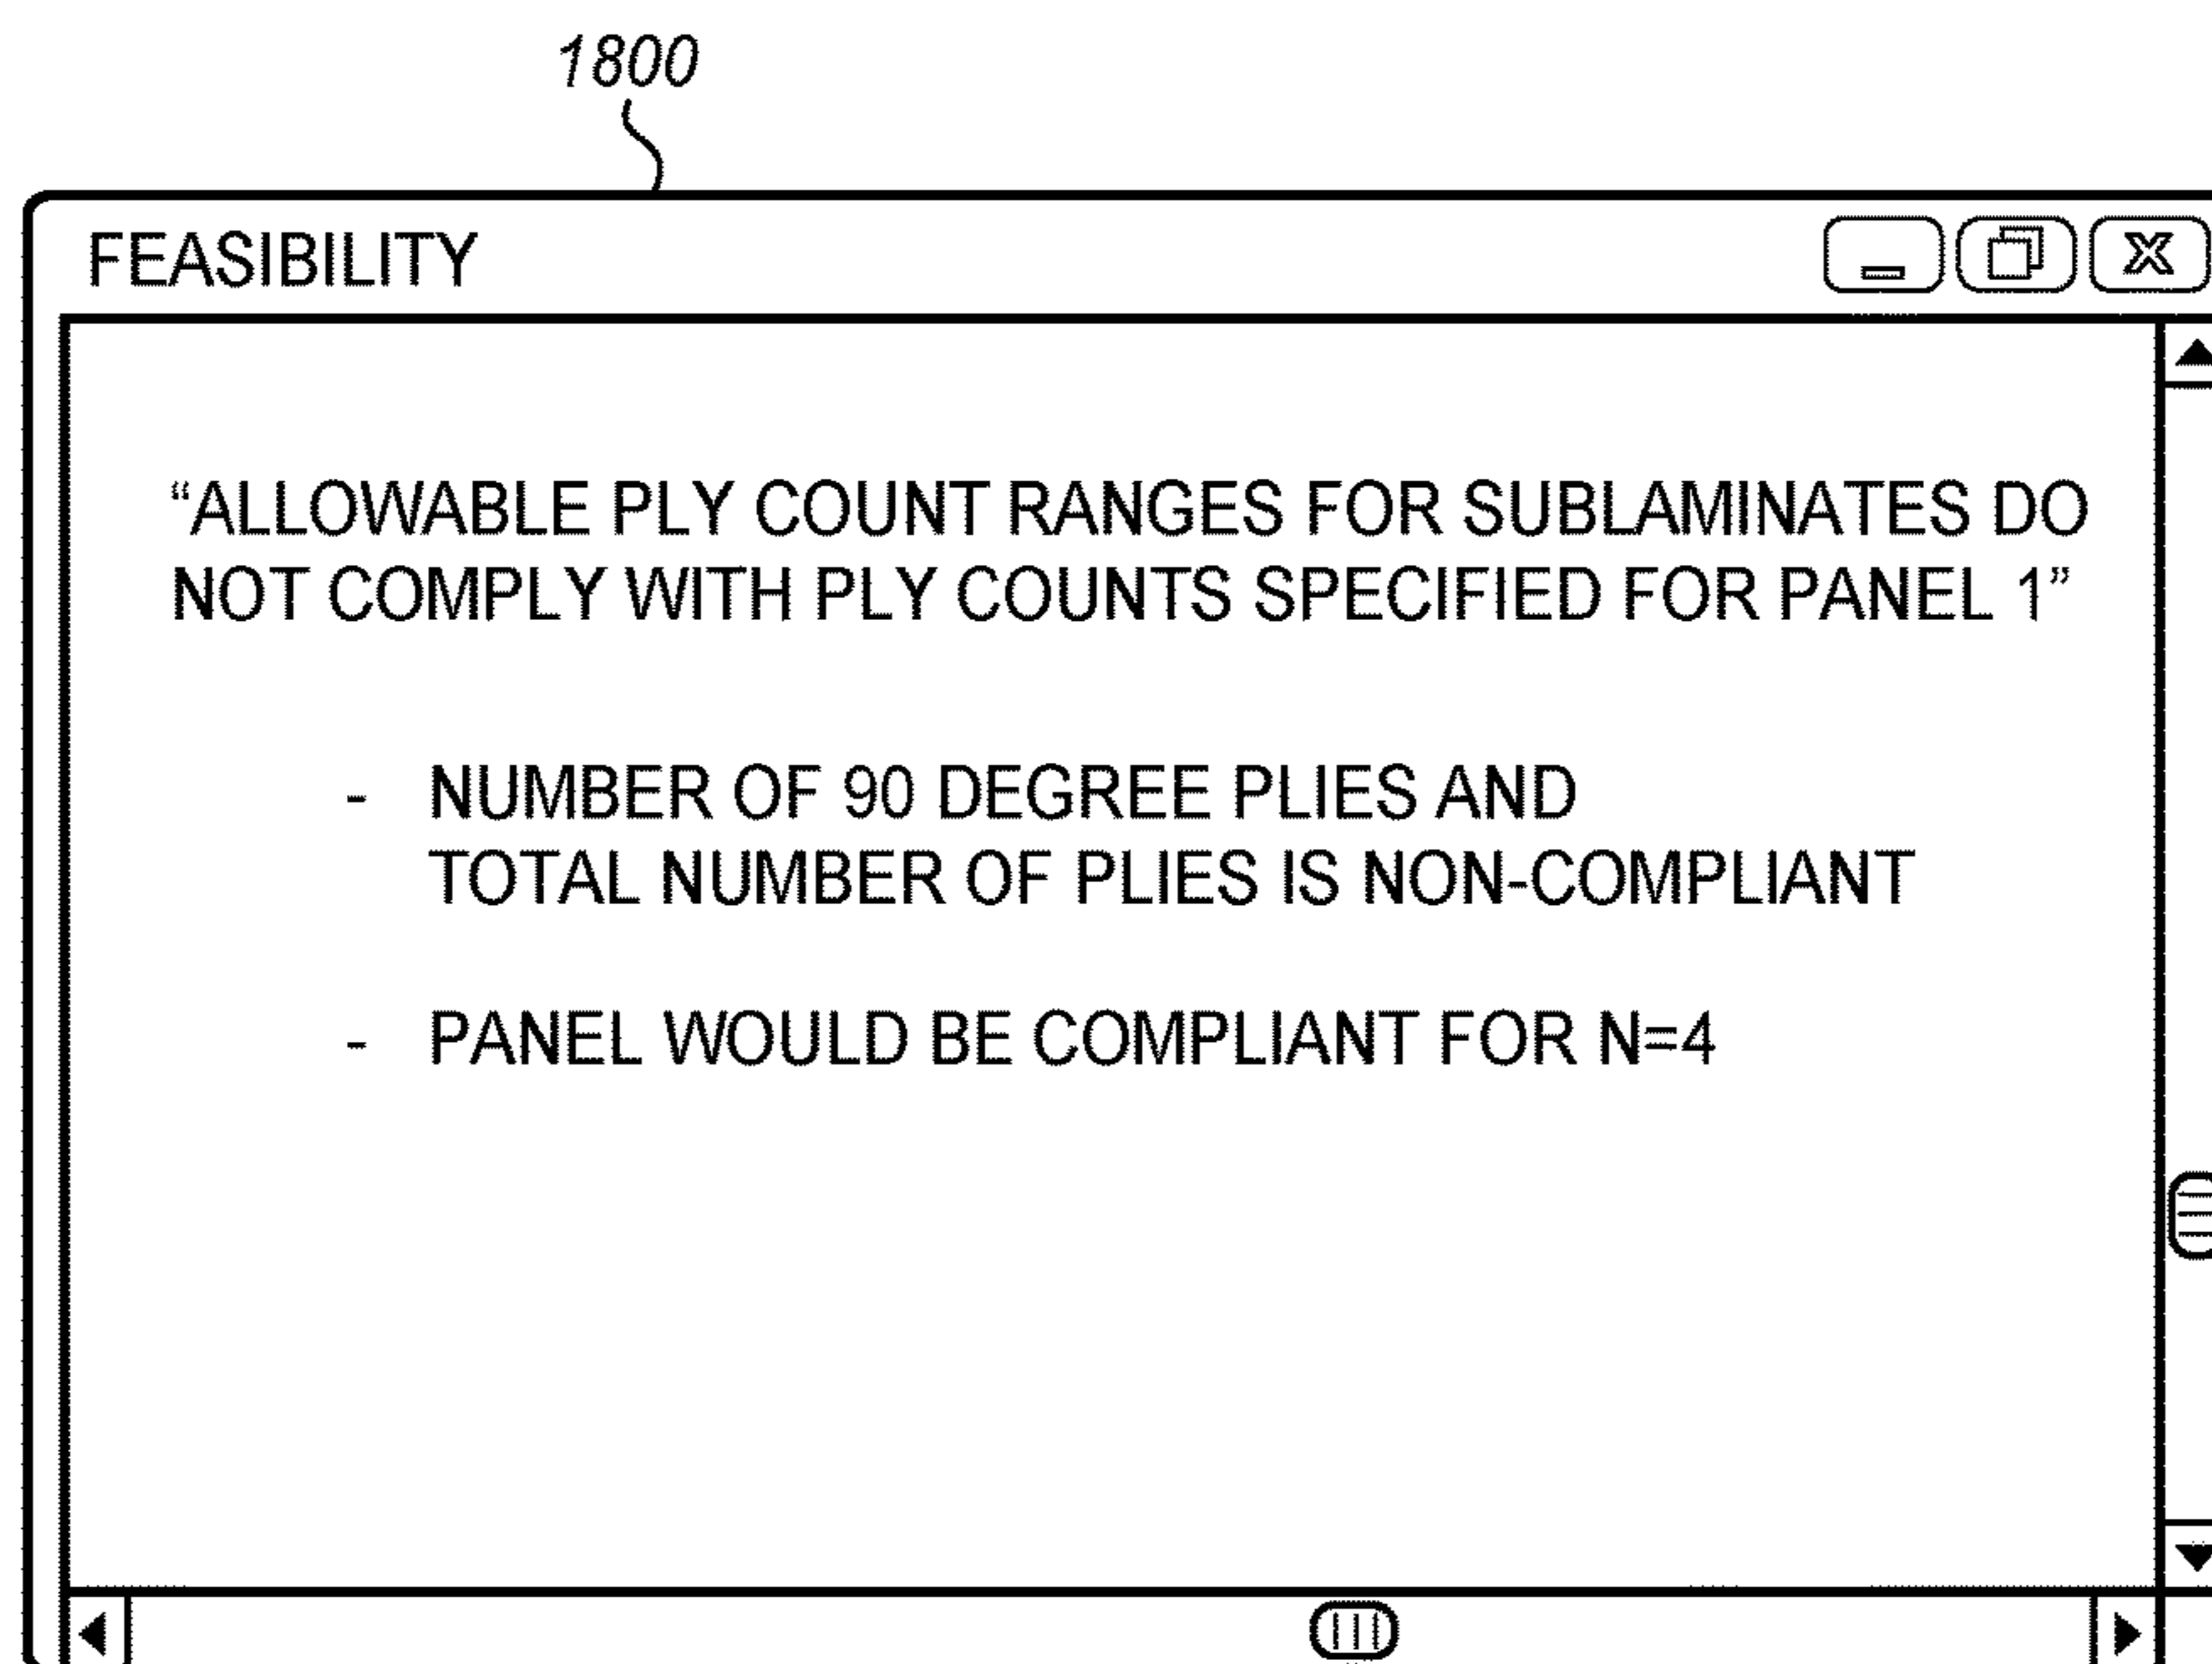 1800
FEASIBILITY
X
“ALLOWABLE PLY COUNT RANGES FOR SUBLAMINATES DO
NOT COMPLY WITH PLY COUNTS SPECIFIED FOR PANEL 1”
- NUMBER OF 90 DEGREE PLIES AND
TOTAL NUMBER OF PLIES IS NON-COMPLIANT
- PANEL WOULD BE COMPLIANT FOR N=4